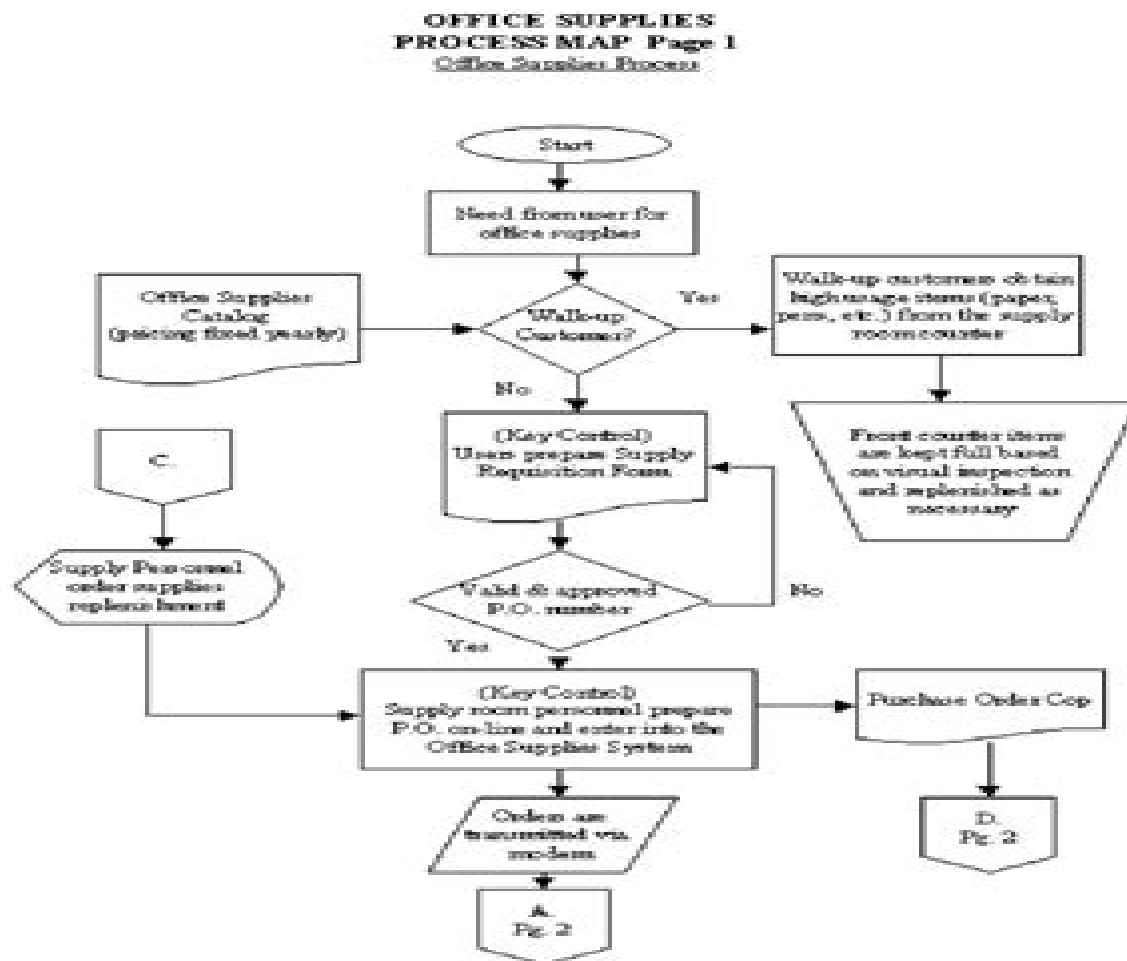 OFFICE SUPPLIES
PROCESS MAP Page 1
Office Supplies Process
Start
Need from user for
office supplies
Office Supplies
Catalog
(pricing fixed yearly)
Walk-up
Customer?
Yes
Walk-up customers obtain
high usage items (paper,
pens, etc.) from the supply
room counter
No
Front counter items
are kept full based
on visual inspection
and replenished as
necessary
C.
(Key Control)
Users prepare Supply
Requisition Form
Supply Personnel
order supplies
replenishment
Valid & approved
P.O. number
No
Yes
(Key Control)
Supply room personnel prepare
P.O. on-line and enter into the
Office Supplies System
Purchase Order Cop
Orders are
transmitted via
modem
D.
Pg. 2
A.
Pg. 2